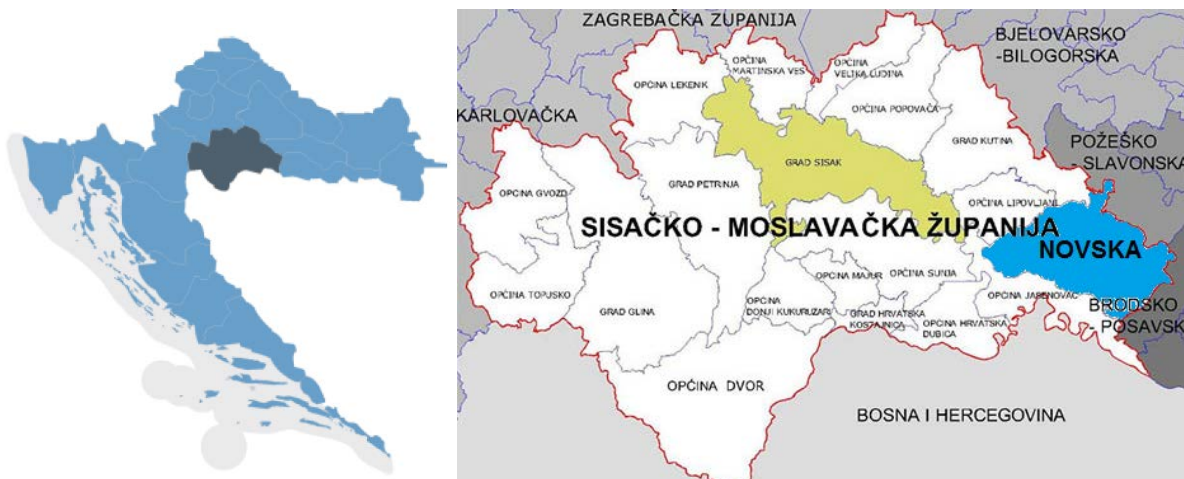 ZAGREBAČKA ŽUPANIJA
BJELOVARSKO
-BILOGORSKA
OPĆINA
MARTINSKA VES
OPĆINA
VELIKA LUDINA
OPĆINA LEKENIK
OPĆINA POPOVAČA
KARLOVAČKA
GRAD KUTINA
POŽEŠKO
- SLAVONSKA
GRAD SISAK
OPĆINA GVOZD
GRAD PETRINJA
OPĆINA LIPOVLJANI
SISAČKO - MOSLAVAČKA ŽUPANIJA
NOVSKA
OPĆINA MAJUR
OPĆINA SUNJA
OPĆINA TOPUSKO
GRAD GLINA
OPĆINA
DONJI KUKURUZARI
GRAD HRVATSKA
KOSTAJNICA
OPĆINA HRVATSKA
DUBICA
OPĆINA JASENOVAC
BRODSKO
- POSAVSK
OPĆINA DVOR
BOSNA I HERCEGOVINA